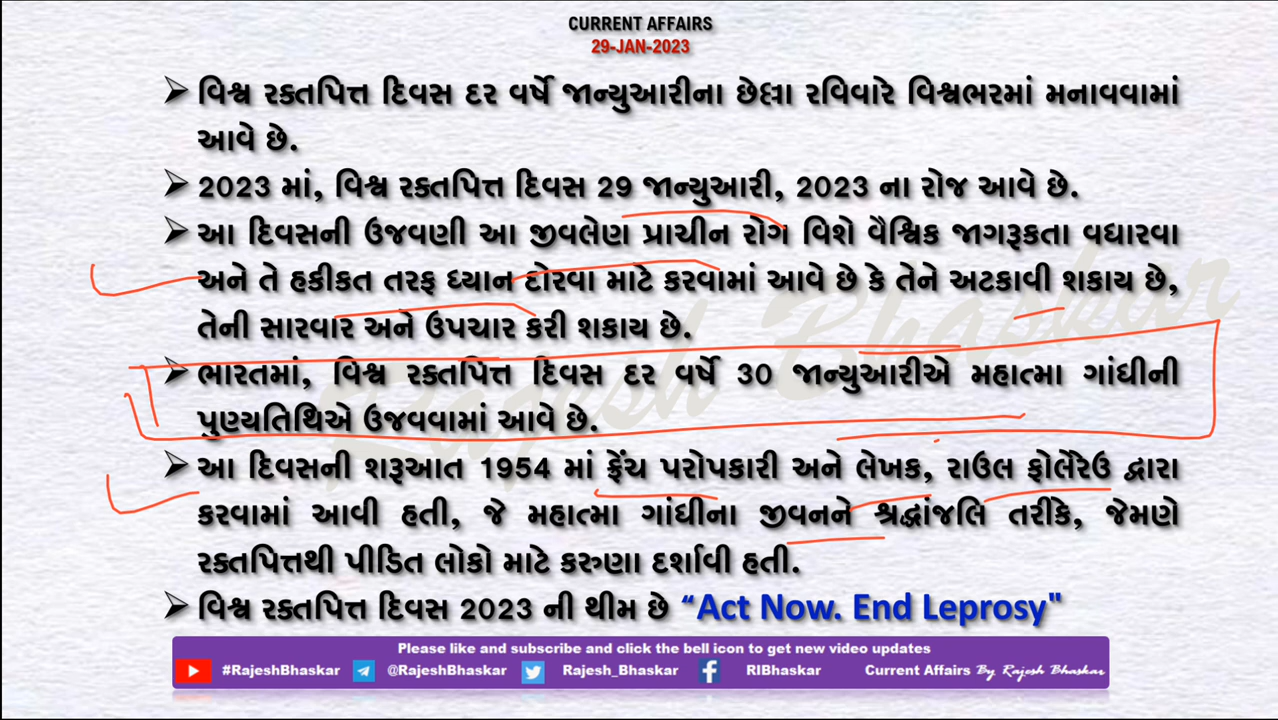 CURRENT AFFAIRS
29-JAN-2023
➢ વિશ્વ રક્તપિત્ત દિવસ દર વર્ષે જાન્યુઆરીના છેલ્લા રવિવારે વિશ્વભરમાં મનાવવામાં
આવે છે.
➢ 2023 માં, વિશ્વ રક્તપિત્ત દિવસ 29 જાન્યુઆરી, 2023 ના રોજ આવે છે.
➢ આ દિવસની ઉજવણી આ જીવલેણ પ્રાચીન રોગ વિશે વૈશ્વિક જાગરૂકતા વધારવા
અને તે હકીકત તરફ ધ્યાન દોરવા માટે કરવામાં આવે છે કે તેને અટકાવી શકાય છે,
તેની સારવાર અને ઉપચાર કરી શકાય છે.
➢ ભારતમાં, વિશ્વ રક્તપિત્ત દિવસ દર વર્ષે 30 જાન્યુઆરીએ મહાત્મા ગાંધીની
પુણ્યતિથિએ ઉજવવામાં આવે છે.
➢ આ દિવસની શરૂઆત 1954 માં ફ્રેંચ પરોપકારી અને લેખક, રાઉલ ફોલેરેઉ દ્વારા
કરવામાં આવી હતી, જે મહાત્મા ગાંધીના જીવનને શ્રદ્ધાંજલિ તરીકે, જેમણે
રક્તપિત્તથી પીડિત લોકો માટે કરુણા દર્શાવી હતી.
➢ વિશ્વ રક્તપિત્ત દિવસ 2023 ની થીમ છે “Act Now. End Leprosy"
Rajesh Bhaskar
Please like and subscribe and click the bell icon to get new video updates
#RajeshBhaskar @RajeshBhaskar Rajesh_Bhaskar RIBhaskar Current Affairs By Rajesh Bhaskar